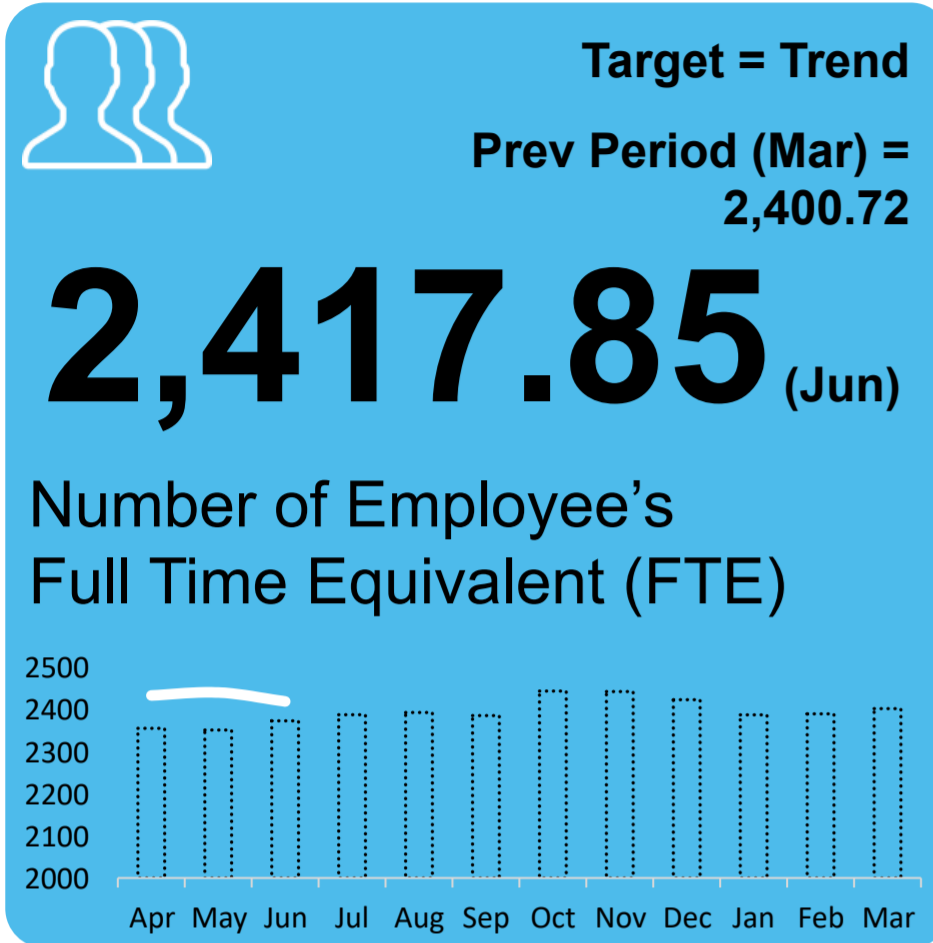 Target = Trend
Prev Period (Mar) =
2,400.72
2,417.85 (Jun)
Number of Employee’s
Full Time Equivalent (FTE)
2500
2400
2300
2200
2100
2000
Apr May Jun Jul Aug Sep Oct Nov Dec Jan Feb Mar